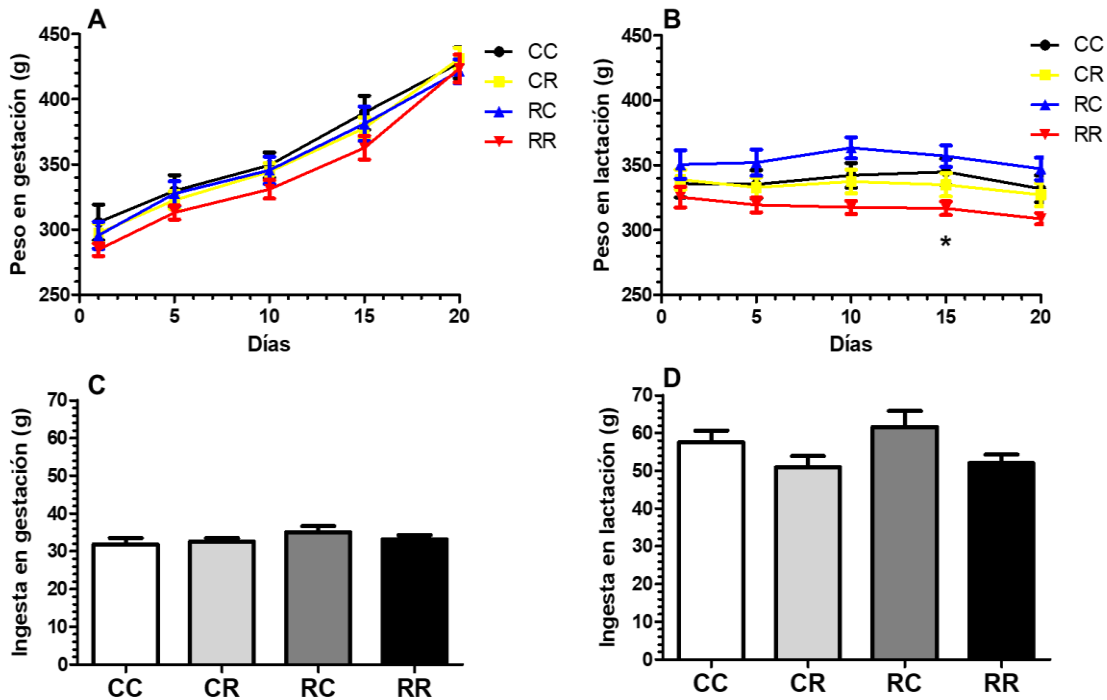 A
Peso en gestación (g)
450
400
350
300
250
0 5 10 15 20
Días
CC
CR
RC
RR
B
Peso en lactación (g)
450
400
350
300
250
*
0 5 10 15 20
Días
CC
CR
RC
RR
C
Ingesta en gestación (g)
70
60
50
40
30
20
10
0
CC CR RC RR
D
Ingesta en lactación (g)
70
60
50
40
30
20
10
0
CC CR RC RR